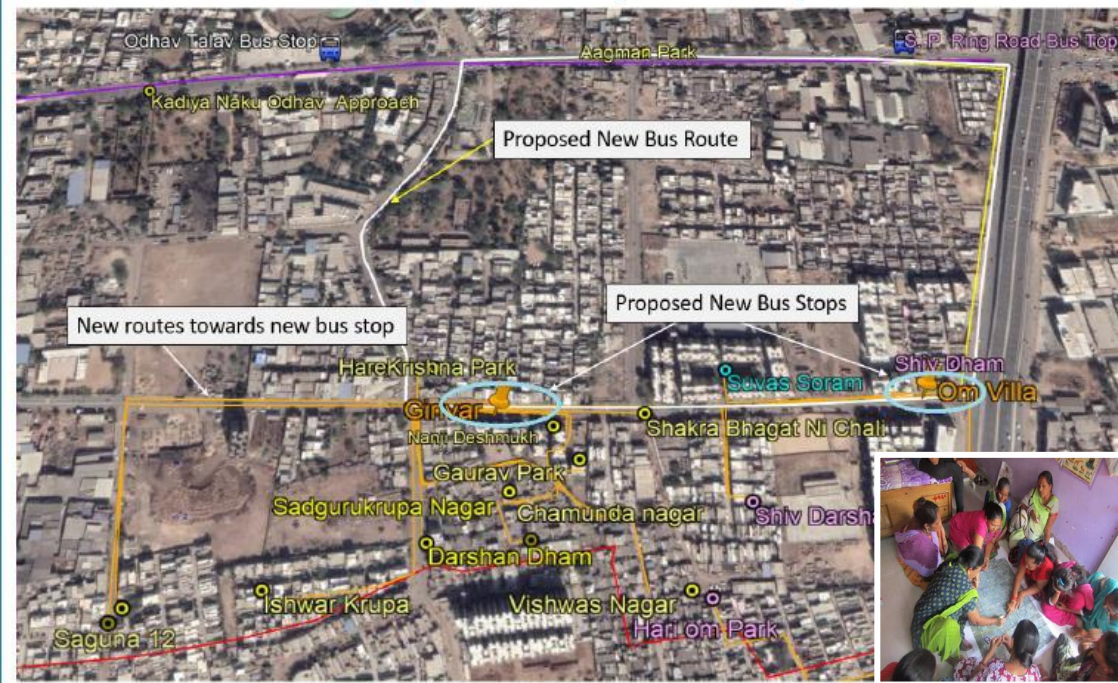 Odhav Talav Bus Stop
S. P. Ring Road Bus Top
Aagman Park
Kadiya Naku Odhav Approach
Proposed New Bus Route
Proposed New Bus Stops
New routes towards new bus stop
HareKrishna Park
Shiv Dham
Suvas Soram
Om Villa
Girivar
Nanji Deshmukh
Shakra Bhagat Ni Chali
Gaurav Park
Sadgurukrupa Nagar
Chamunda nagar
Shiv Darsha
Darshan Dham
Ishwar Krupa
Vishwas Nagar
Hari om Park
Saguna 12